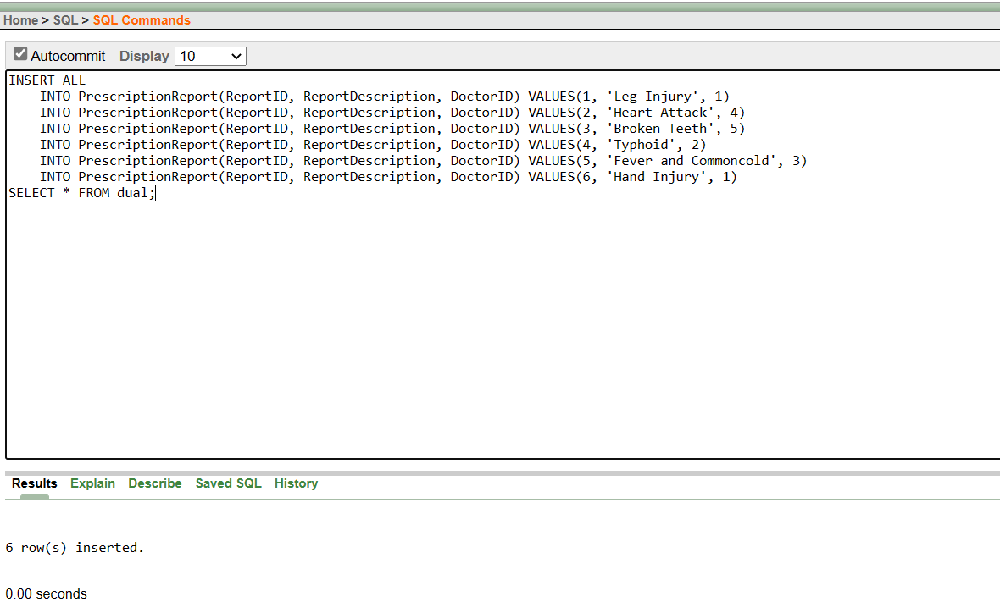 Home > SQL > SQL Commands
Autocommit Display 10
INSERT ALL
    INTO PrescriptionReport(ReportID, ReportDescription, DoctorID) VALUES(1, 'Leg Injury', 1)
    INTO PrescriptionReport(ReportID, ReportDescription, DoctorID) VALUES(2, 'Heart Attack', 4)
    INTO PrescriptionReport(ReportID, ReportDescription, DoctorID) VALUES(3, 'Broken Teeth', 5)
    INTO PrescriptionReport(ReportID, ReportDescription, DoctorID) VALUES(4, 'Typhoid', 2)
    INTO PrescriptionReport(ReportID, ReportDescription, DoctorID) VALUES(5, 'Fever and Commoncold', 3)
    INTO PrescriptionReport(ReportID, ReportDescription, DoctorID) VALUES(6, 'Hand Injury', 1)
SELECT * FROM dual;
Results Explain Describe Saved SQL History
6 row(s) inserted.
0.00 seconds